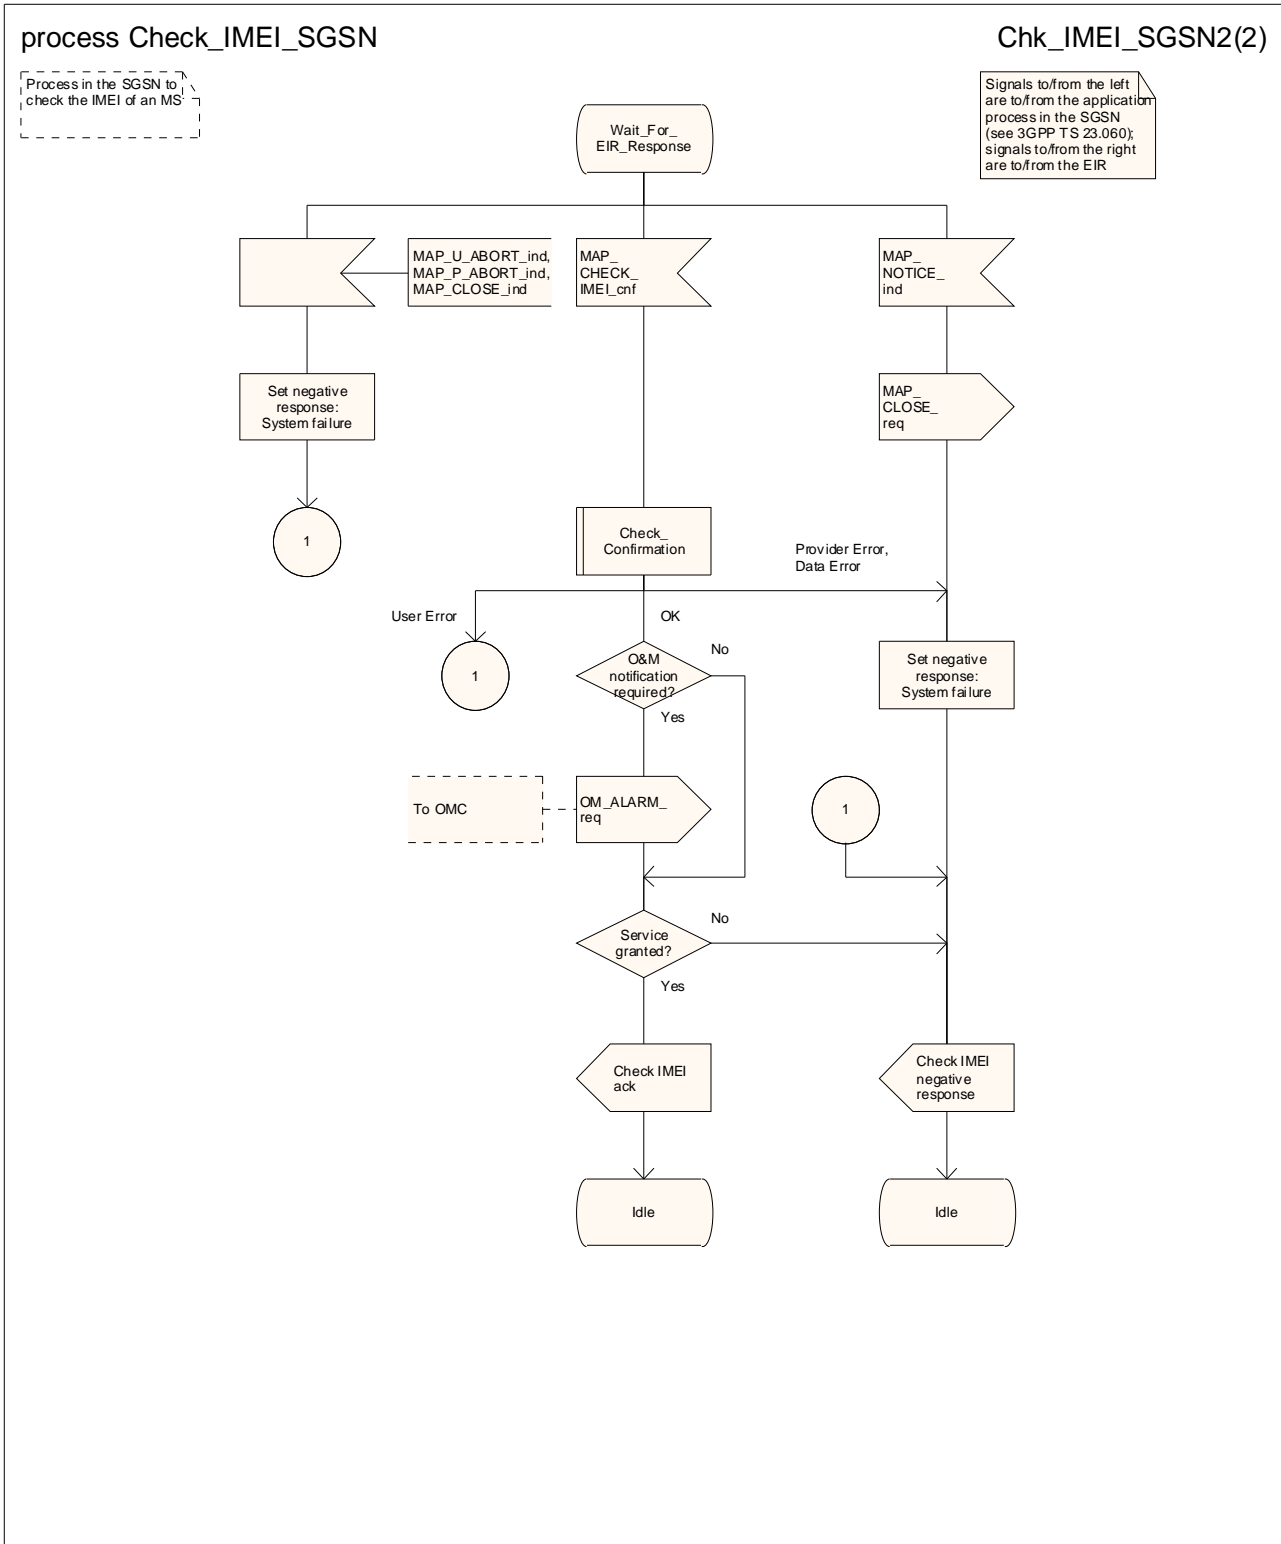 process Check_IMEI_SGSN
Chk_IMEI_SGSN2(2)
Process in the SGSN to
check the IMEI of an MS
Signals to/from the left
are to/from the application
process in the SGSN
(see 3GPP TS 23.060);
signals to/from the right
are to/from the EIR
Wait_For_
EIR_Response
MAP_U_ABORT_ind,
MAP_P_ABORT_ind,
MAP_CLOSE_ind
MAP_
CHECK_
IMEI_cnf
MAP_
NOTICE_
ind
Set negative
response:
System failure
MAP_
CLOSE_
req
1
Check_
Confirmation
Provider Error,
Data Error
User Error
OK
1
O&M
notification
required?
No
Yes
Set negative
response:
System failure
To OMC
OM_ALARM_
req
1
Service
granted?
No
Yes
Check IMEI
ack
Check IMEI
negative
response
Idle
Idle